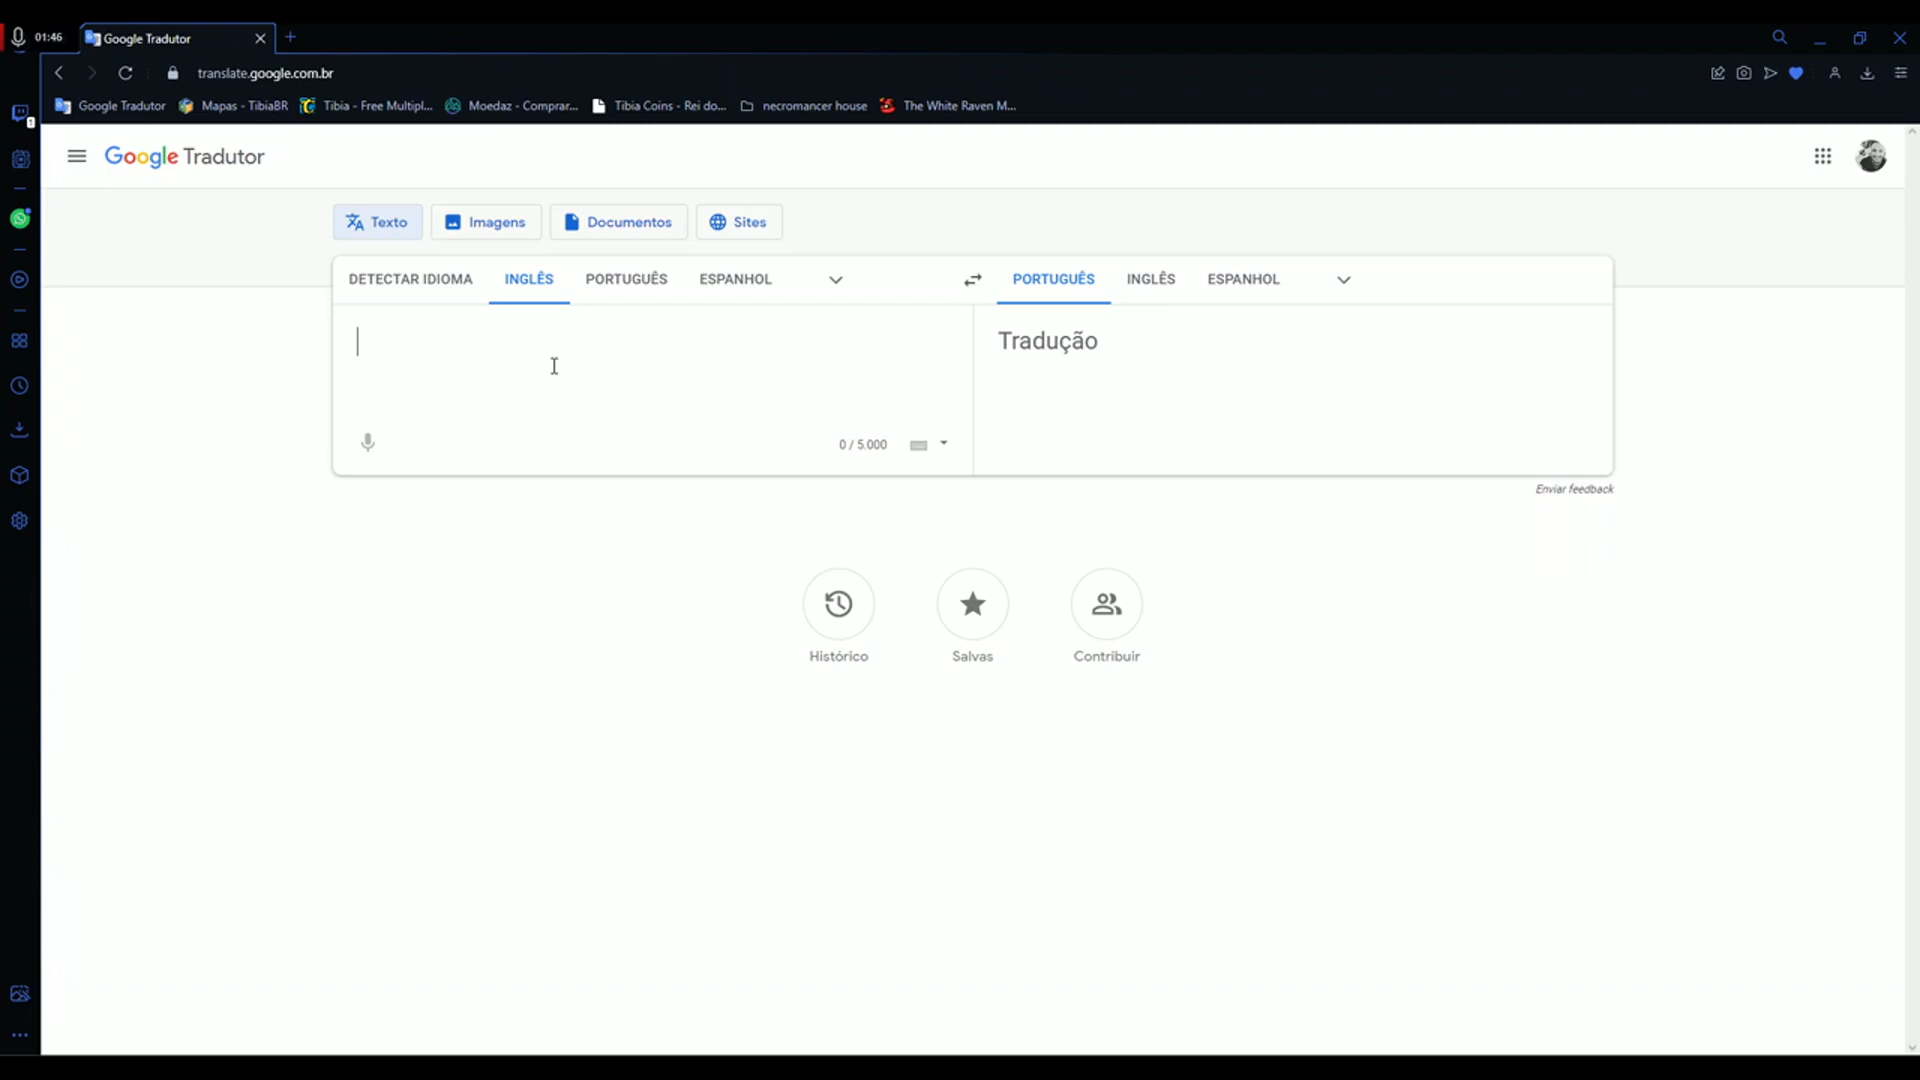 01:46
Google Tradutor
translate.google.com.br
Google Tradutor
Mapas - TibiaBR
Tibia - Free Multipl...
Moedaz - Comprar...
Tibia Coins - Rei do...
necromancer house
The White Raven M...
1
Google Tradutor
Texto
Imagens
Documentos
Sites
DETECTAR IDIOMA
INGLÊS
PORTUGUÊS
ESPANHOL
PORTUGUÊS
INGLÊS
ESPANHOL
Tradução
0 / 5.000
Enviar feedback
Histórico
Salvas
Contribuir